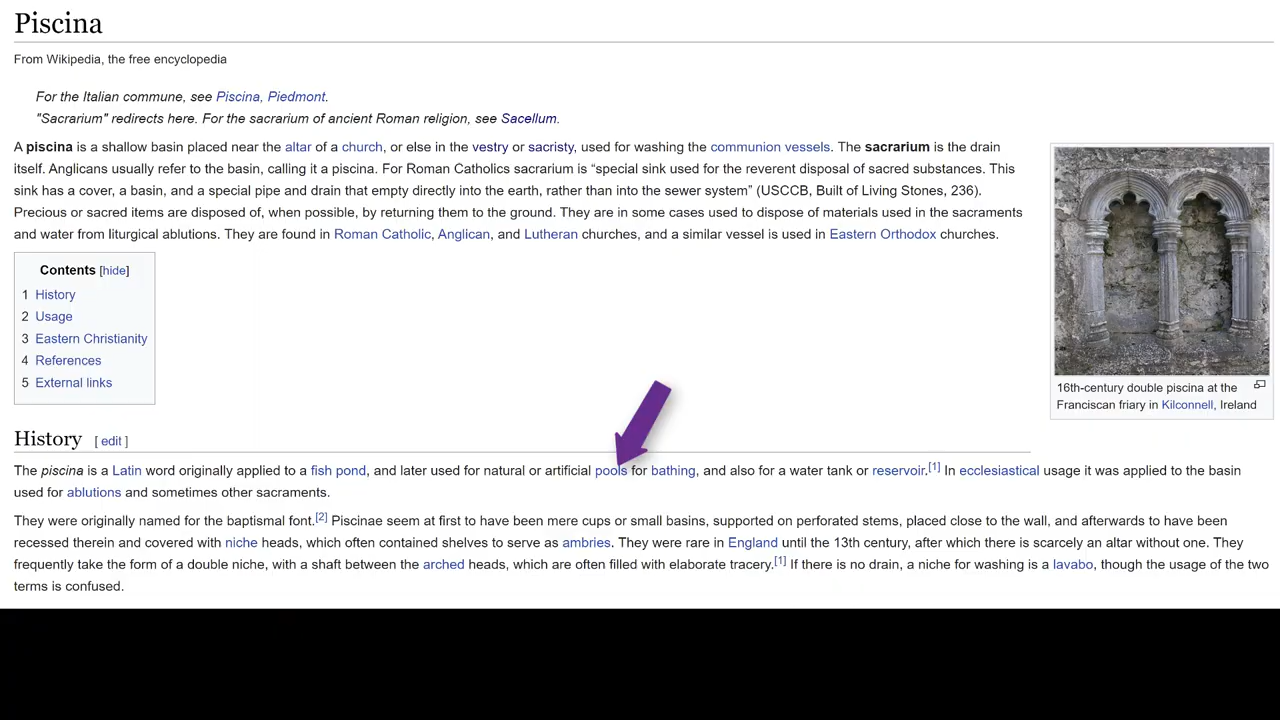 Piscina
From Wikipedia, the free encyclopedia
For the Italian commune, see Piscina, Piedmont.
"Sacrarium" redirects here. For the sacrarium of ancient Roman religion, see Sacellum.
A piscina is a shallow basin placed near the altar of a church, or else in the vestry or sacristy, used for washing the communion vessels. The sacrarium is the drain
itself. Anglicans usually refer to the basin, calling it a piscina. For Roman Catholics sacrarium is “special sink used for the reverent disposal of sacred substances. This
sink has a cover, a basin, and a special pipe and drain that empty directly into the earth, rather than into the sewer system” (USCCB, Built of Living Stones, 236).
Precious or sacred items are disposed of, when possible, by returning them to the ground. They are in some cases used to dispose of materials used in the sacraments
and water from liturgical ablutions. They are found in Roman Catholic, Anglican, and Lutheran churches, and a similar vessel is used in Eastern Orthodox churches.
Contents [hide]
1 History
2 Usage
3 Eastern Christianity
4 References
5 External links
16th-century double piscina at the
Franciscan friary in Kilconnell, Ireland
History [ edit ]
The piscina is a Latin word originally applied to a fish pond, and later used for natural or artificial pools for bathing, and also for a water tank or reservoir.[1] In ecclesiastical usage it was applied to the basin
used for ablutions and sometimes other sacraments.
They were originally named for the baptismal font.[2] Piscinae seem at first to have been mere cups or small basins, supported on perforated stems, placed close to the wall, and afterwards to have been
recessed therein and covered with niche heads, which often contained shelves to serve as ambries. They were rare in England until the 13th century, after which there is scarcely an altar without one. They
frequently take the form of a double niche, with a shaft between the arched heads, which are often filled with elaborate tracery.[1] If there is no drain, a niche for washing is a lavabo, though the usage of the two
terms is confused.